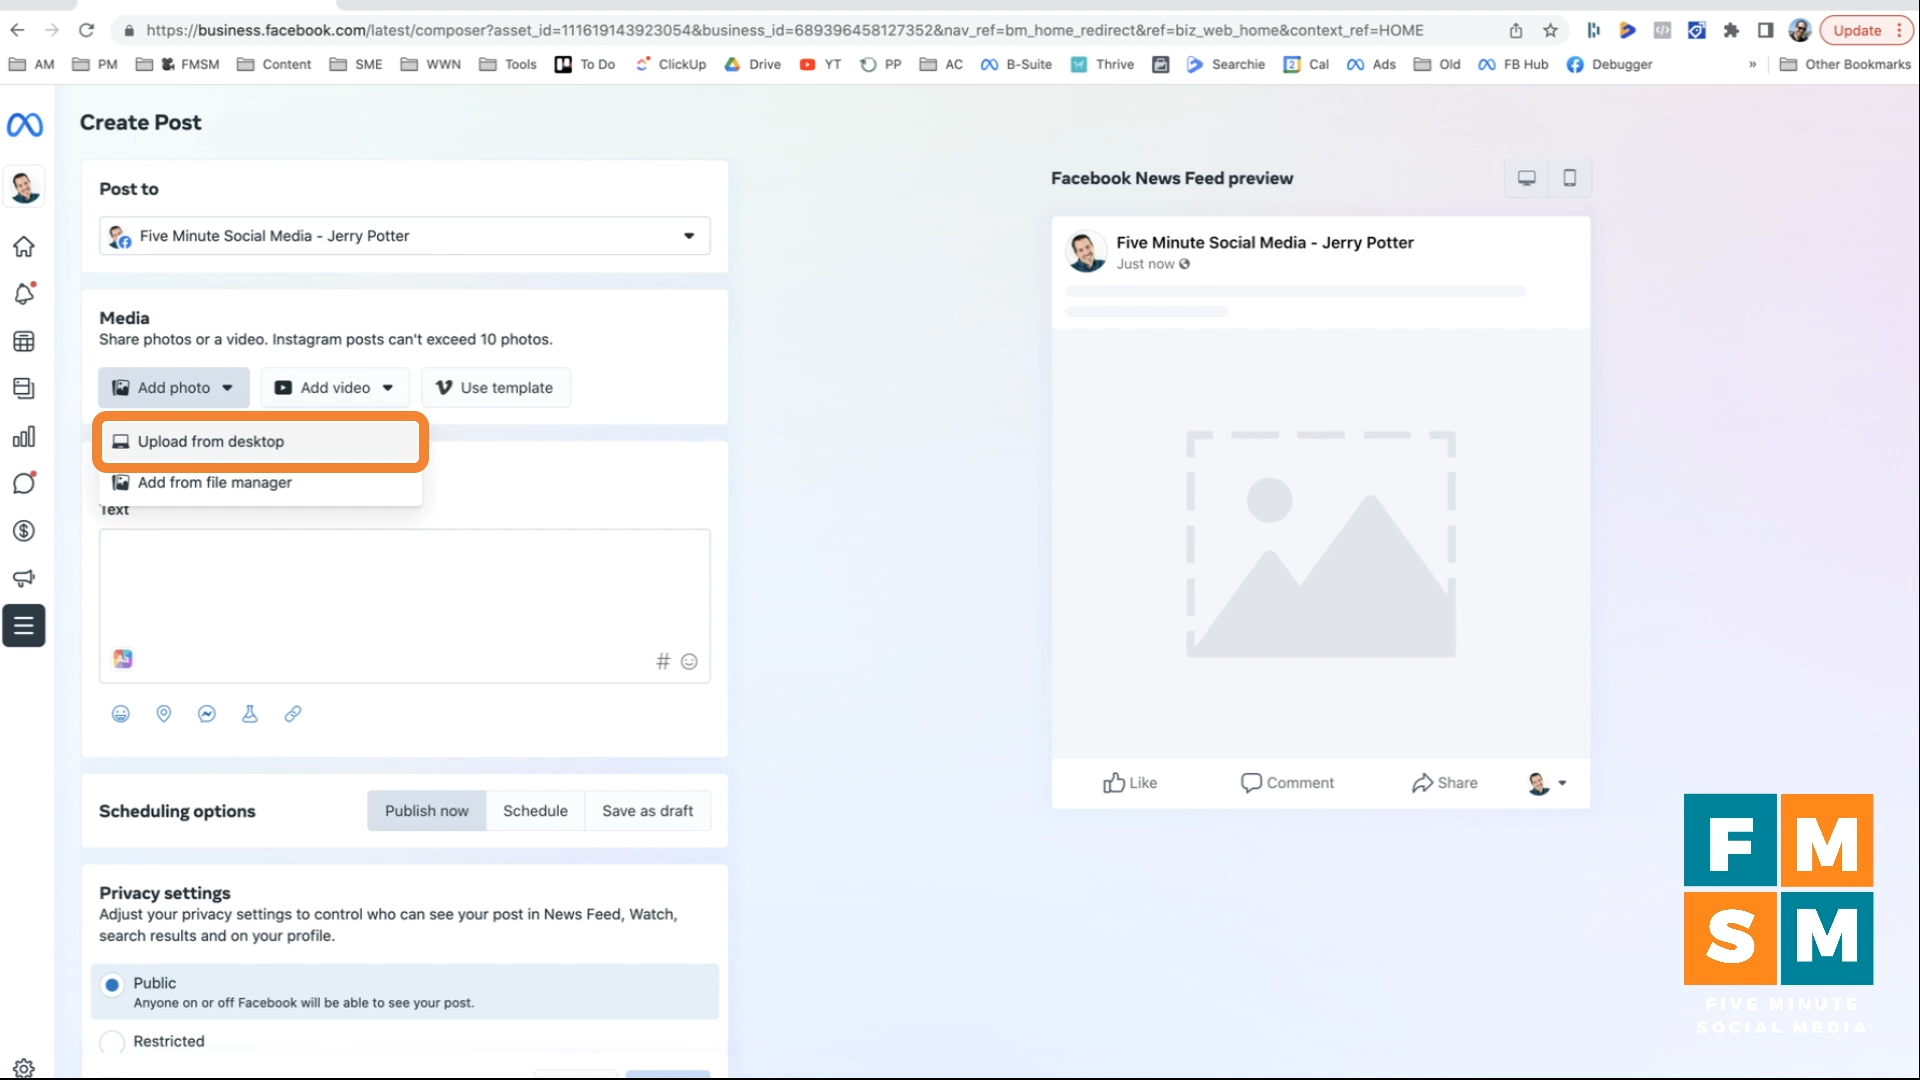 https://business.facebook.com/latest/composer?asset_id=111619143923054&business_id=689396458127352&nav_ref=bm_home_redirect&ref=biz_web_home&context_ref=HOME
Update
AM
PM
FMSM
Content
SME
WWN
Tools
To Do
ClickUp
Drive
YT
PP
AC
B-Suite
Thrive
Searchie
2
Cal
Ads
Old
FB Hub
Debugger
»
Other Bookmarks
Create Post
Post to
Five Minute Social Media - Jerry Potter
Media
Share photos or a video. Instagram posts can't exceed 10 photos.
Add photo
Add video
Use template
Upload from desktop
Add from file manager
Text
Aa
#
Scheduling options
Publish now
Schedule
Save as draft
Privacy settings
Adjust your privacy settings to control who can see your post in News Feed, Watch,
search results and on your profile.
Public
Anyone on or off Facebook will be able to see your post.
Restricted
Facebook News Feed preview
Five Minute Social Media - Jerry Potter
Just now
Like
Comment
Share
F M
S M
FIVE MINUTE
SOCIAL MEDIA